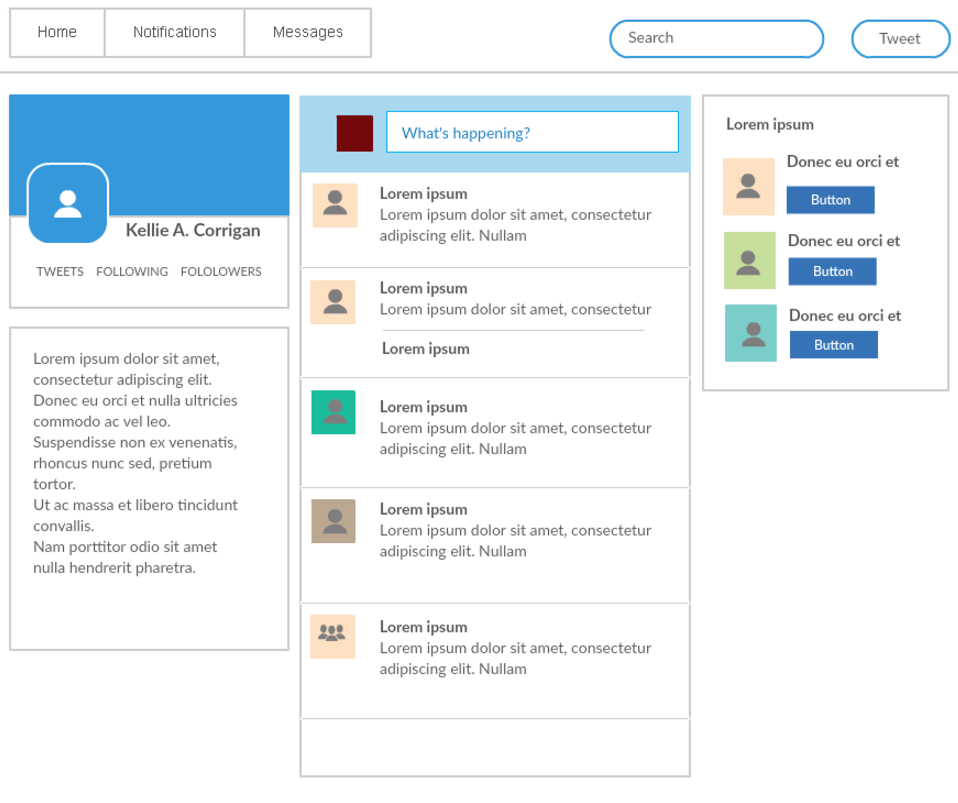 Home Notifications Messages
Search
Tweet
Kellie A. Corrigan
TWEETS FOLLOWING FOLOLOWERS
Lorem ipsum dolor sit amet,
consectetur adipiscing elit.
Donec eu orci et nulla ultricies
commodo ac vel leo.
Suspendisse non ex venenatis,
rhoncus nunc sed, pretium
tortor.
Ut ac massa et libero tincidunt
convallis.
Nam porttitor odio sit amet
nulla hendrerit pharetra.
What's happening?
Lorem ipsum
Lorem ipsum dolor sit amet, consectetur
adipiscing elit. Nullam
Lorem ipsum
Lorem ipsum dolor sit amet, consectetur
Lorem ipsum
Lorem ipsum
Lorem ipsum dolor sit amet, consectetur
adipiscing elit. Nullam
Lorem ipsum
Lorem ipsum dolor sit amet, consectetur
adipiscing elit. Nullam
Lorem ipsum
Lorem ipsum dolor sit amet, consectetur
adipiscing elit. Nullam
Lorem ipsum
Donec eu orci et
Button
Donec eu orci et
Button
Donec eu orci et
Button